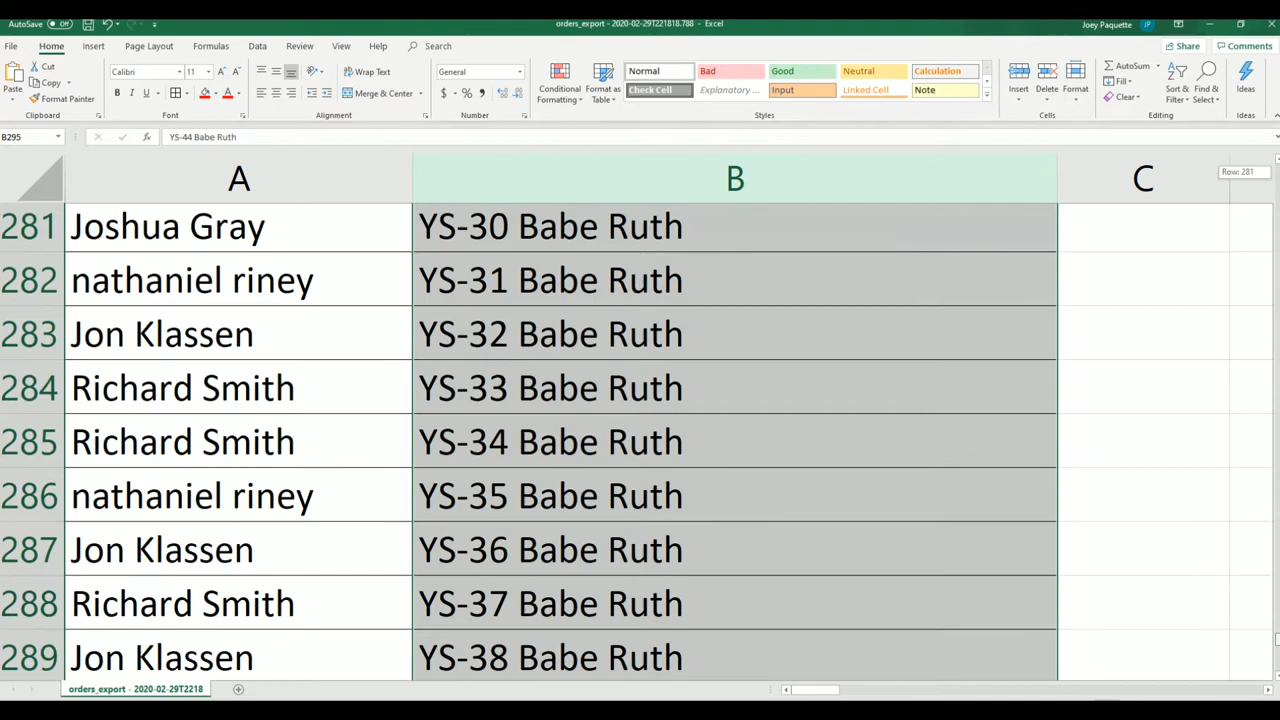 AutoSave Off
orders_export - 2020-02-29T221818.788 - Excel
Joey Paquette JP
File Home Insert Page Layout Formulas Data Review View Help Search
Share Comments
Paste
Cut
Copy
Format Painter
Clipboard
Calibri 11
B I U
Font
Wrap Text
Merge & Center
Alignment
General
$ % ,
Number
Conditional Formatting
Format as Table
Normal Bad Good Neutral Calculation
Check Cell Explanatory ... Input Linked Cell Note
Styles
Insert Delete Format
Cells
AutoSum
Fill
Clear
Sort & Filter
Find & Select
Editing
Ideas
Ideas
B295 fx YS-44 Babe Ruth
A B C
Row: 281
281 Joshua Gray YS-30 Babe Ruth
282 nathaniel riney YS-31 Babe Ruth
283 Jon Klassen YS-32 Babe Ruth
284 Richard Smith YS-33 Babe Ruth
285 Richard Smith YS-34 Babe Ruth
286 nathaniel riney YS-35 Babe Ruth
287 Jon Klassen YS-36 Babe Ruth
288 Richard Smith YS-37 Babe Ruth
289 Jon Klassen YS-38 Babe Ruth
orders_export - 2020-02-29T2218